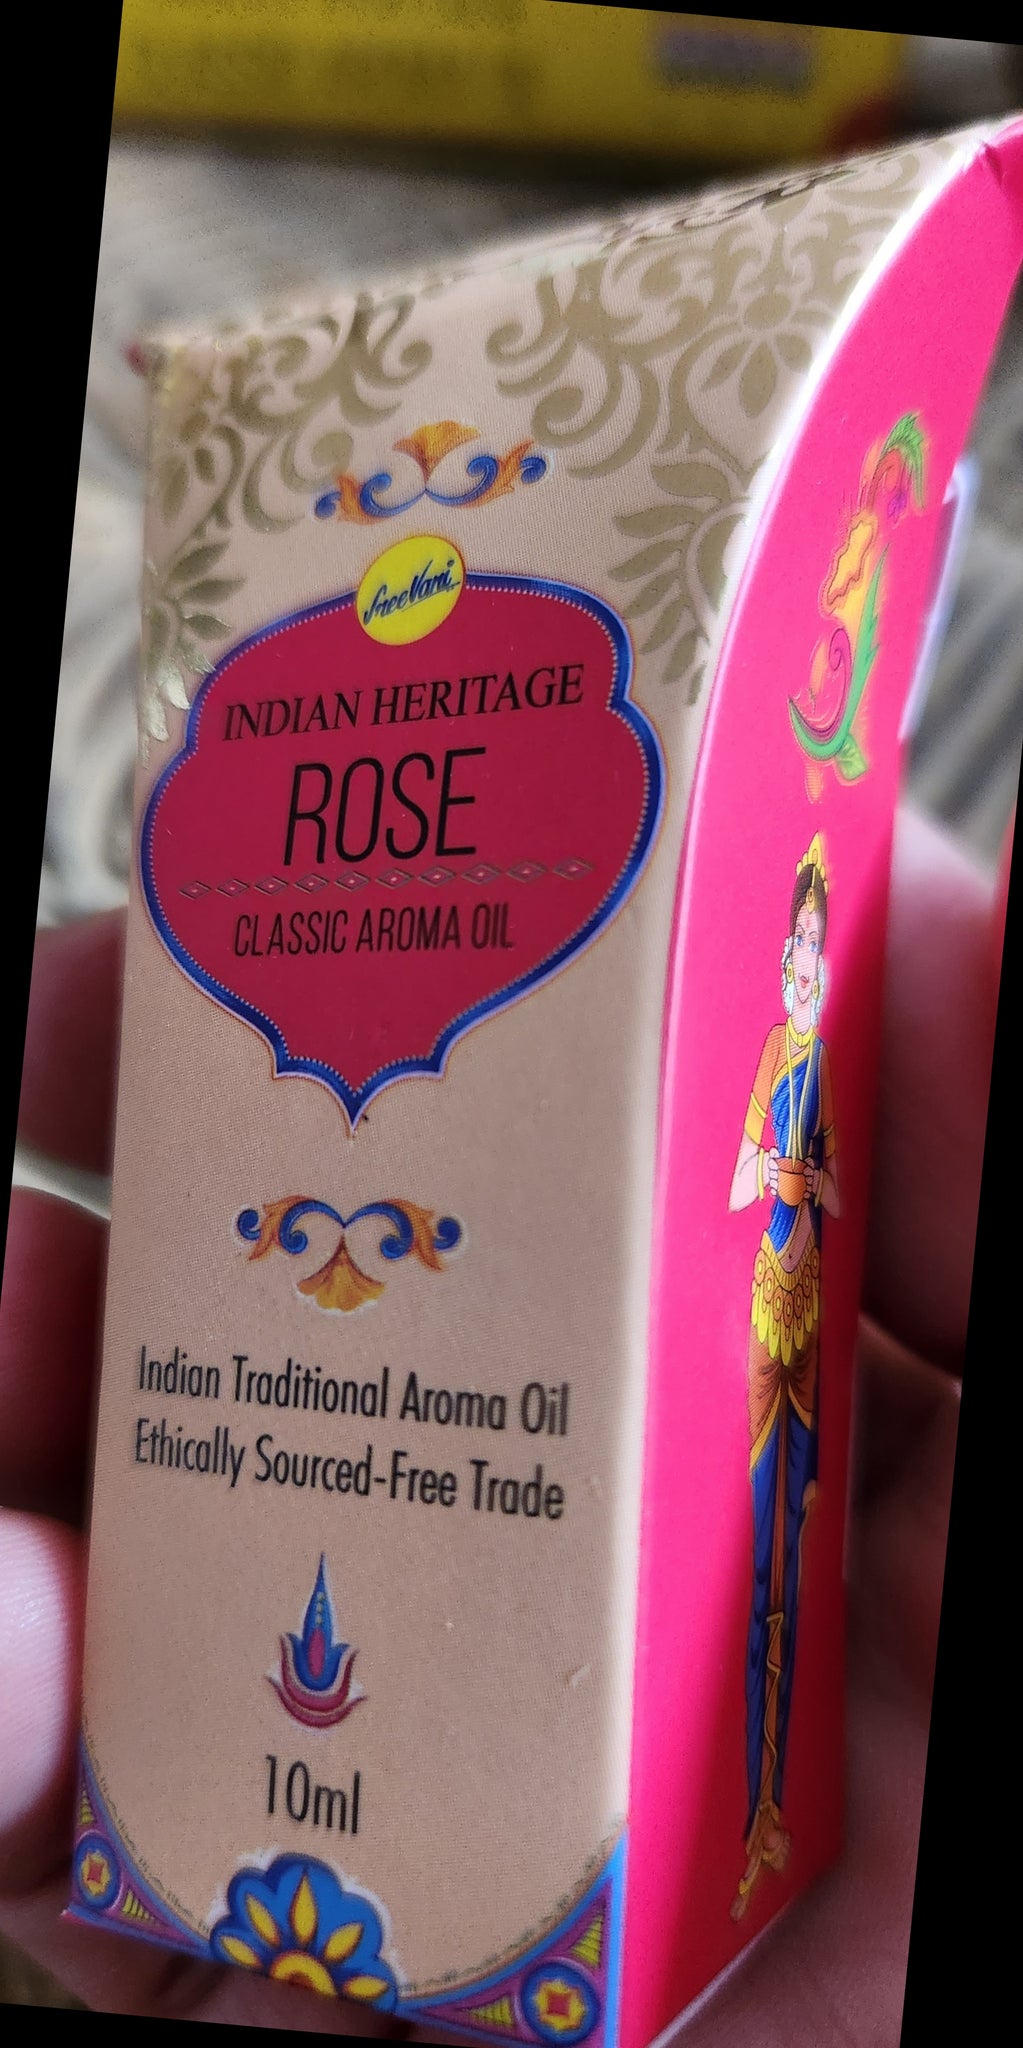 SreeVani
INDIAN HERITAGE
ROSE
CLASSIC AROMA OIL
Indian Traditional Aroma Oil
Ethically Sourced-Free Trade
10ml